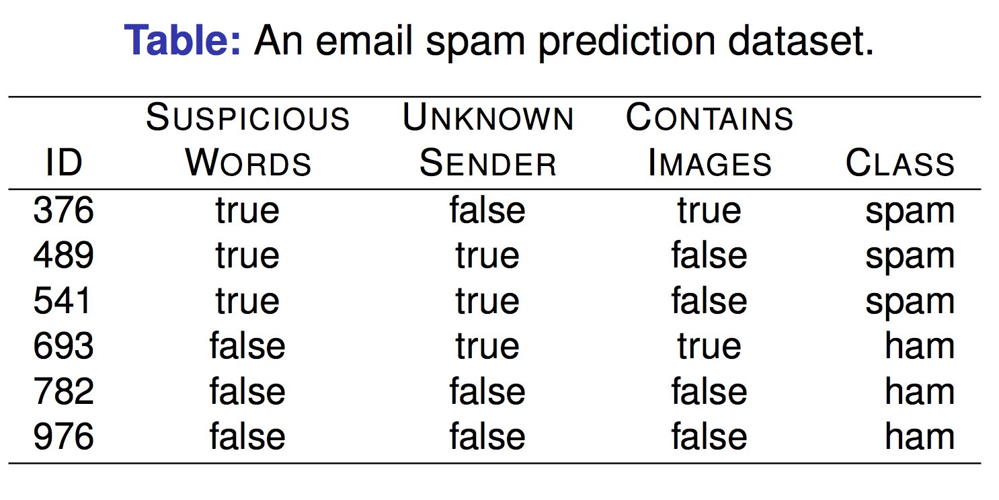 Table: An email spam prediction dataset.
SUSPICIOUS UNKNOWN CONTAINS
ID WORDS SENDER IMAGES CLASS
376 true false true spam
489 true true false spam
541 true true false spam
693 false true true ham
782 false false false ham
976 false false false ham